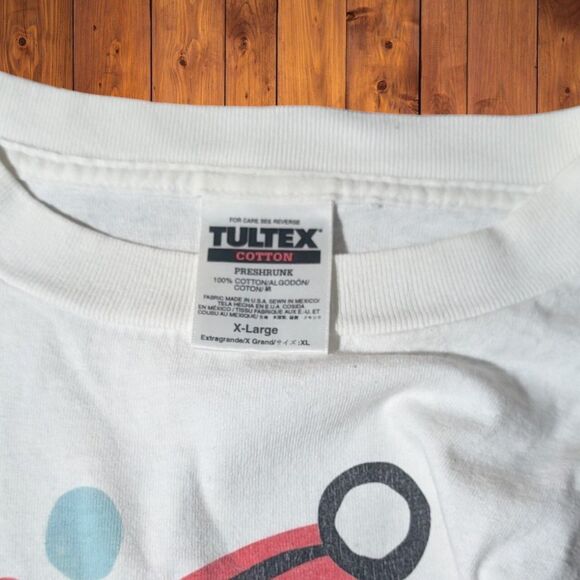 FOR CARE SEE REVERSE
TULTEX
COTTON
PRESHRUNK
100% COTTON/ALGODÓN/
COTON/綿
FABRIC MADE IN U.S.A. SEWN IN MEXICO/
TELA HECHA EN E.U.A. COSIDA
EN MÉXICO / TISSU FABRIQUE AUX E.U. ET
COUSU AU MEXIQUE/
X-Large
Extragrande/X Grand/サイズ:XL